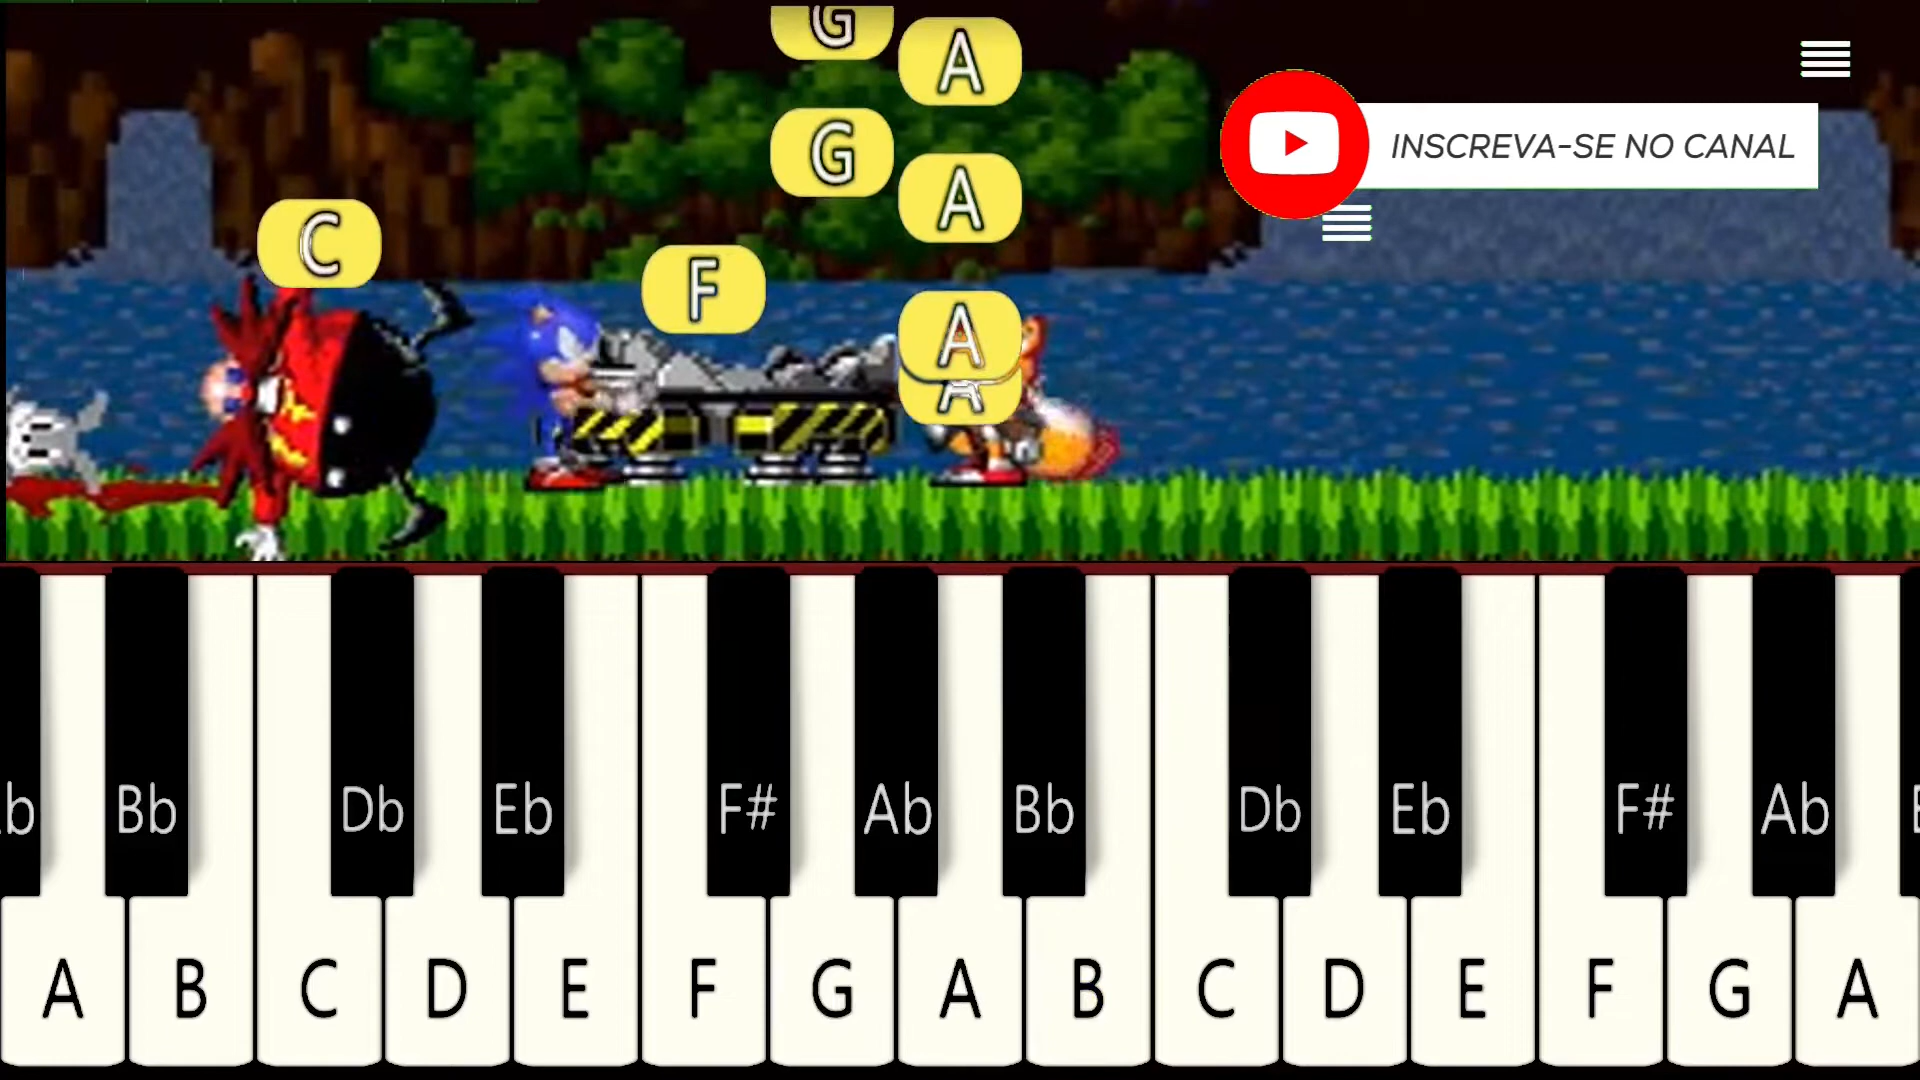 G
A
INSCREVA-SE NO CANAL
G
A
C
F
A
A
b Bb Db Eb F# Ab Bb Db Eb F# Ab
A B C D E F G A B C D E F G A